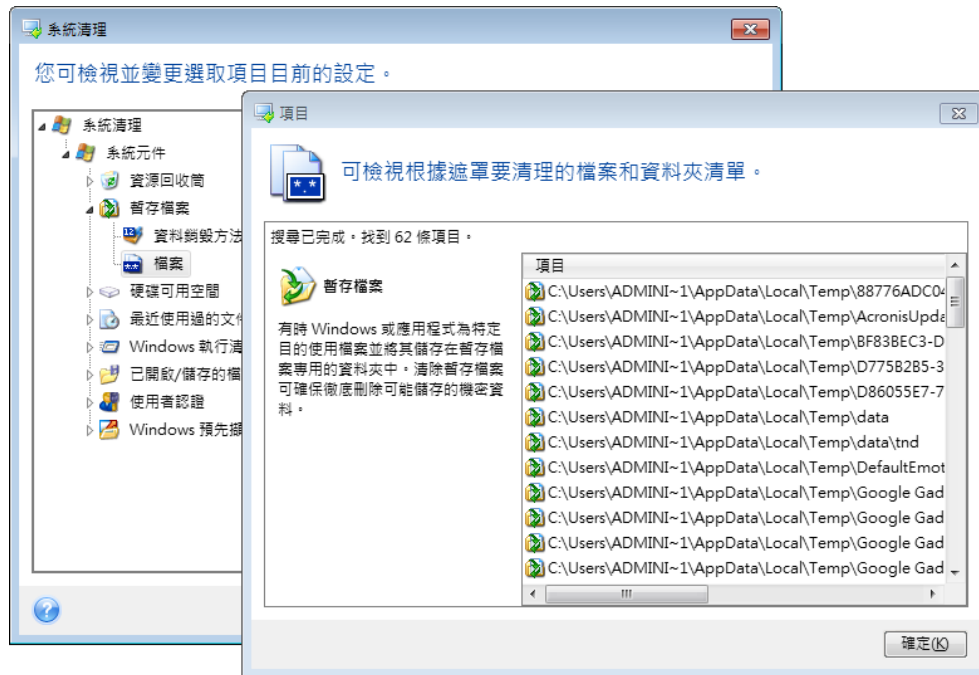 系統清理
您可檢視並變更選取項目目前的設定。
系統清理
系統元件
資源回收筒
暫存檔案
資料銷毀方法
檔案
硬碟可用空間
最近使用過的文件
Windows 執行清
已開啟/儲存的檔
使用者認證
Windows 預先擷
項目
可檢視根據遮罩要清理的檔案和資料夾清單。
搜尋已完成。找到 62 條項目。
暫存檔案
有時 Windows 或應用程式為特定
目的使用檔案並將其儲存在暫存檔
案專用的資料夾中。清除暫存檔案
可確保徹底刪除可能儲存的機密資
料。
項目
C:\Users\ADMINI~1\AppData\Local\Temp\88776ADC04
C:\Users\ADMINI~1\AppData\Local\Temp\AcronisUpda
C:\Users\ADMINI~1\AppData\Local\Temp\BF83BEC3-D
C:\Users\ADMINI~1\AppData\Local\Temp\D775B2B5-3
C:\Users\ADMINI~1\AppData\Local\Temp\D86055E7-7
C:\Users\ADMINI~1\AppData\Local\Temp\data
C:\Users\ADMINI~1\AppData\Local\Temp\data\tnd
C:\Users\ADMINI~1\AppData\Local\Temp\DefaultEmot
C:\Users\ADMINI~1\AppData\Local\Temp\Google Gad
C:\Users\ADMINI~1\AppData\Local\Temp\Google Gad
C:\Users\ADMINI~1\AppData\Local\Temp\Google Gad
C:\Users\ADMINI~1\AppData\Local\Temp\Google Gad
確定(K)